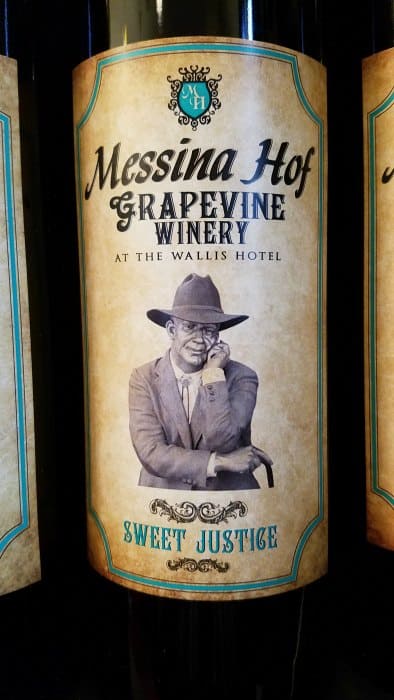 MH
Messina Hof
GRAPEVINE
WINERY
AT THE WALLIS HOTEL
SWEET JUSTICE